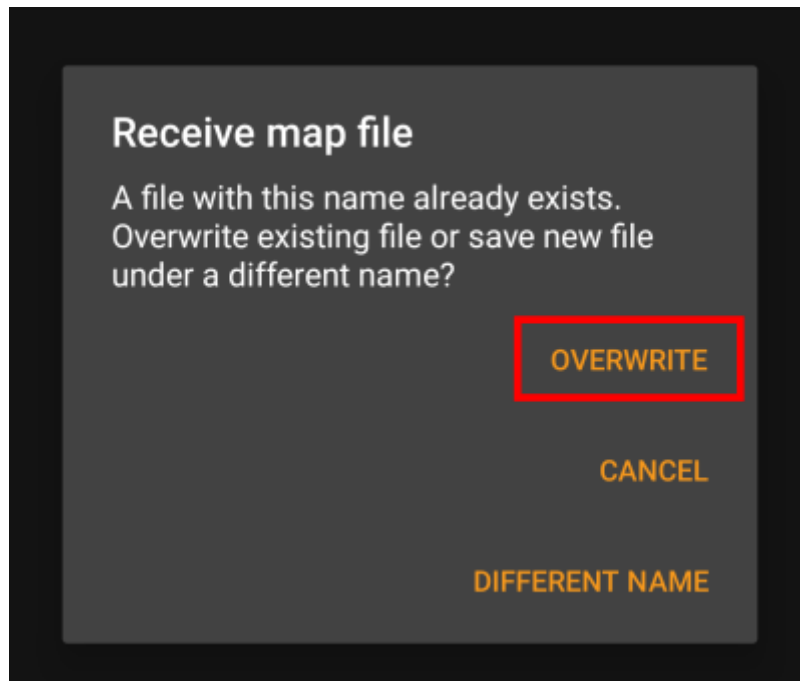 Receive map file
A file with this name already exists.
Overwrite existing file or save new file
under a different name?
OVERWRITE
CANCEL
DIFFERENT NAME